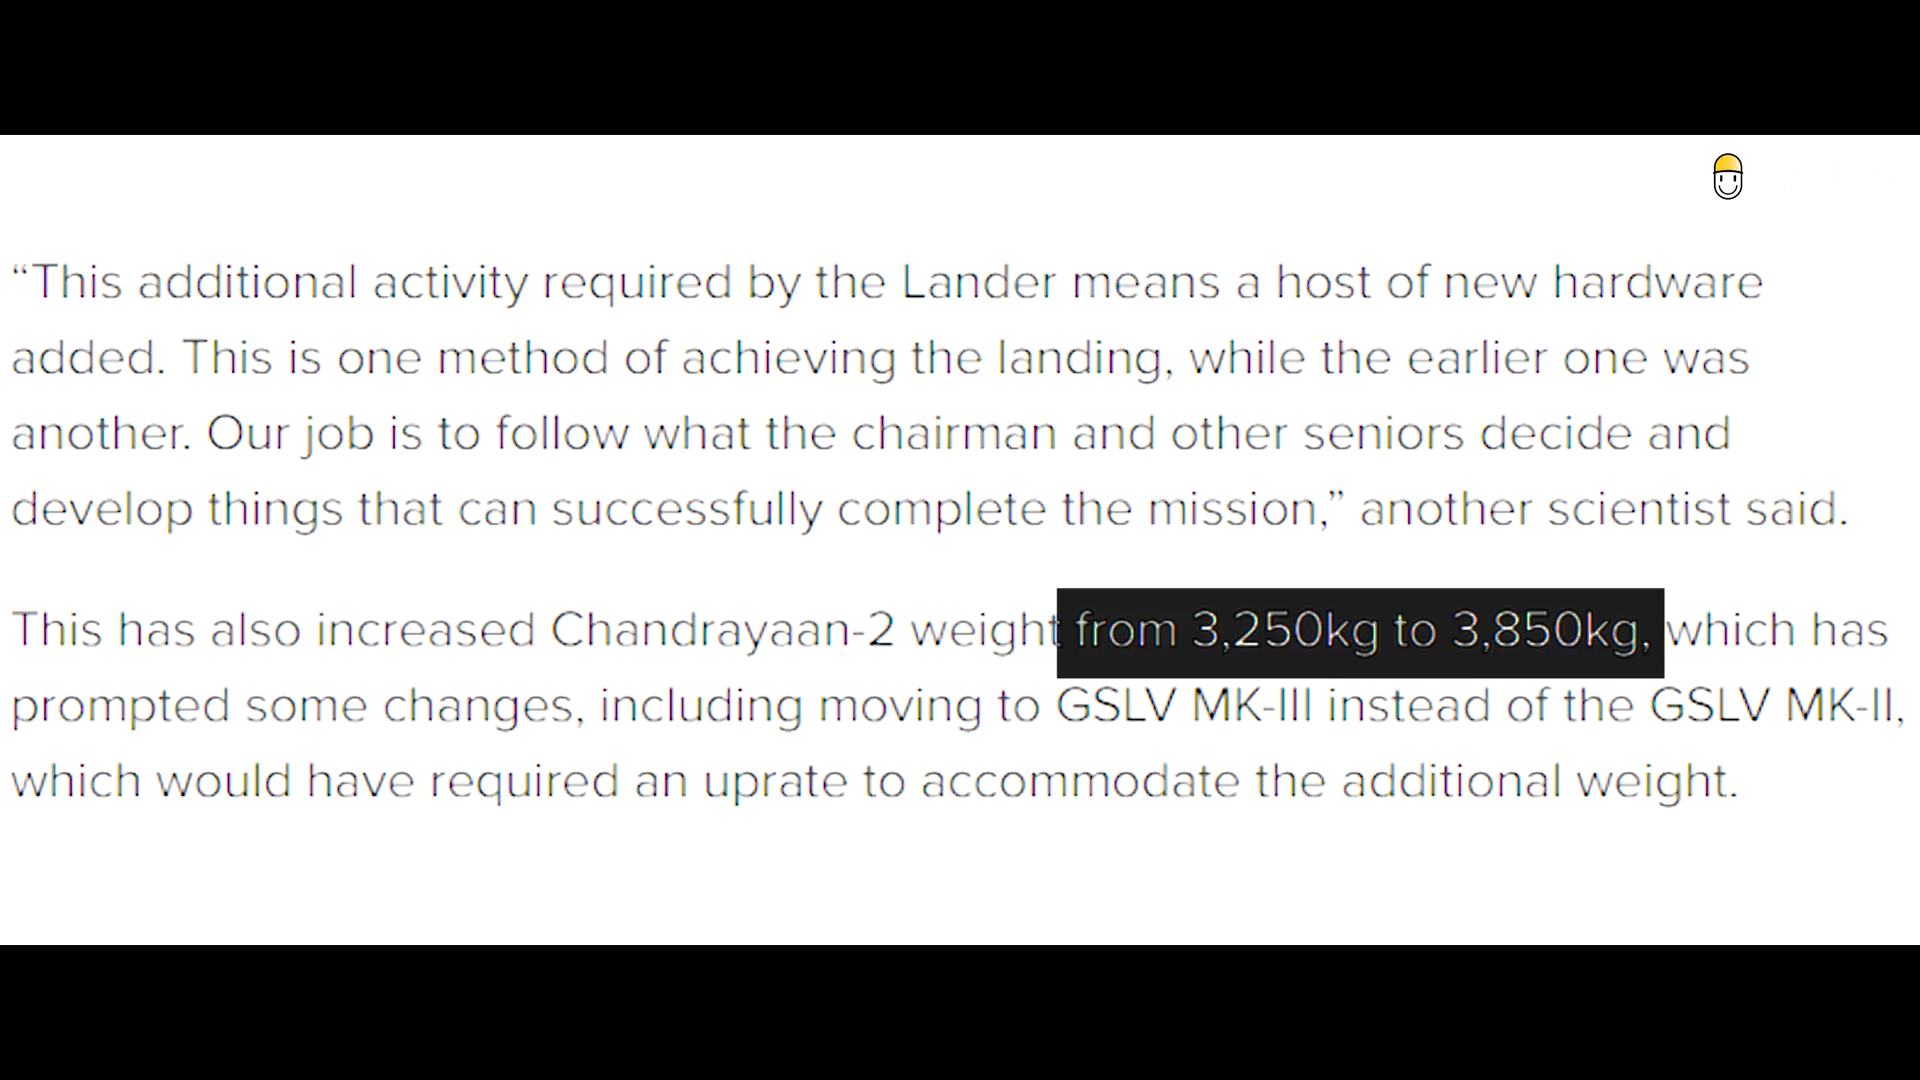 “This additional activity required by the Lander means a host of new hardware
added. This is one method of achieving the landing, while the earlier one was
another. Our job is to follow what the chairman and other seniors decide and
develop things that can successfully complete the mission,” another scientist said.
This has also increased Chandrayaan-2 weight from 3,250kg to 3,850kg, which has
prompted some changes, including moving to GSLV MK-III instead of the GSLV MK-II,
which would have required an uprate to accommodate the additional weight.